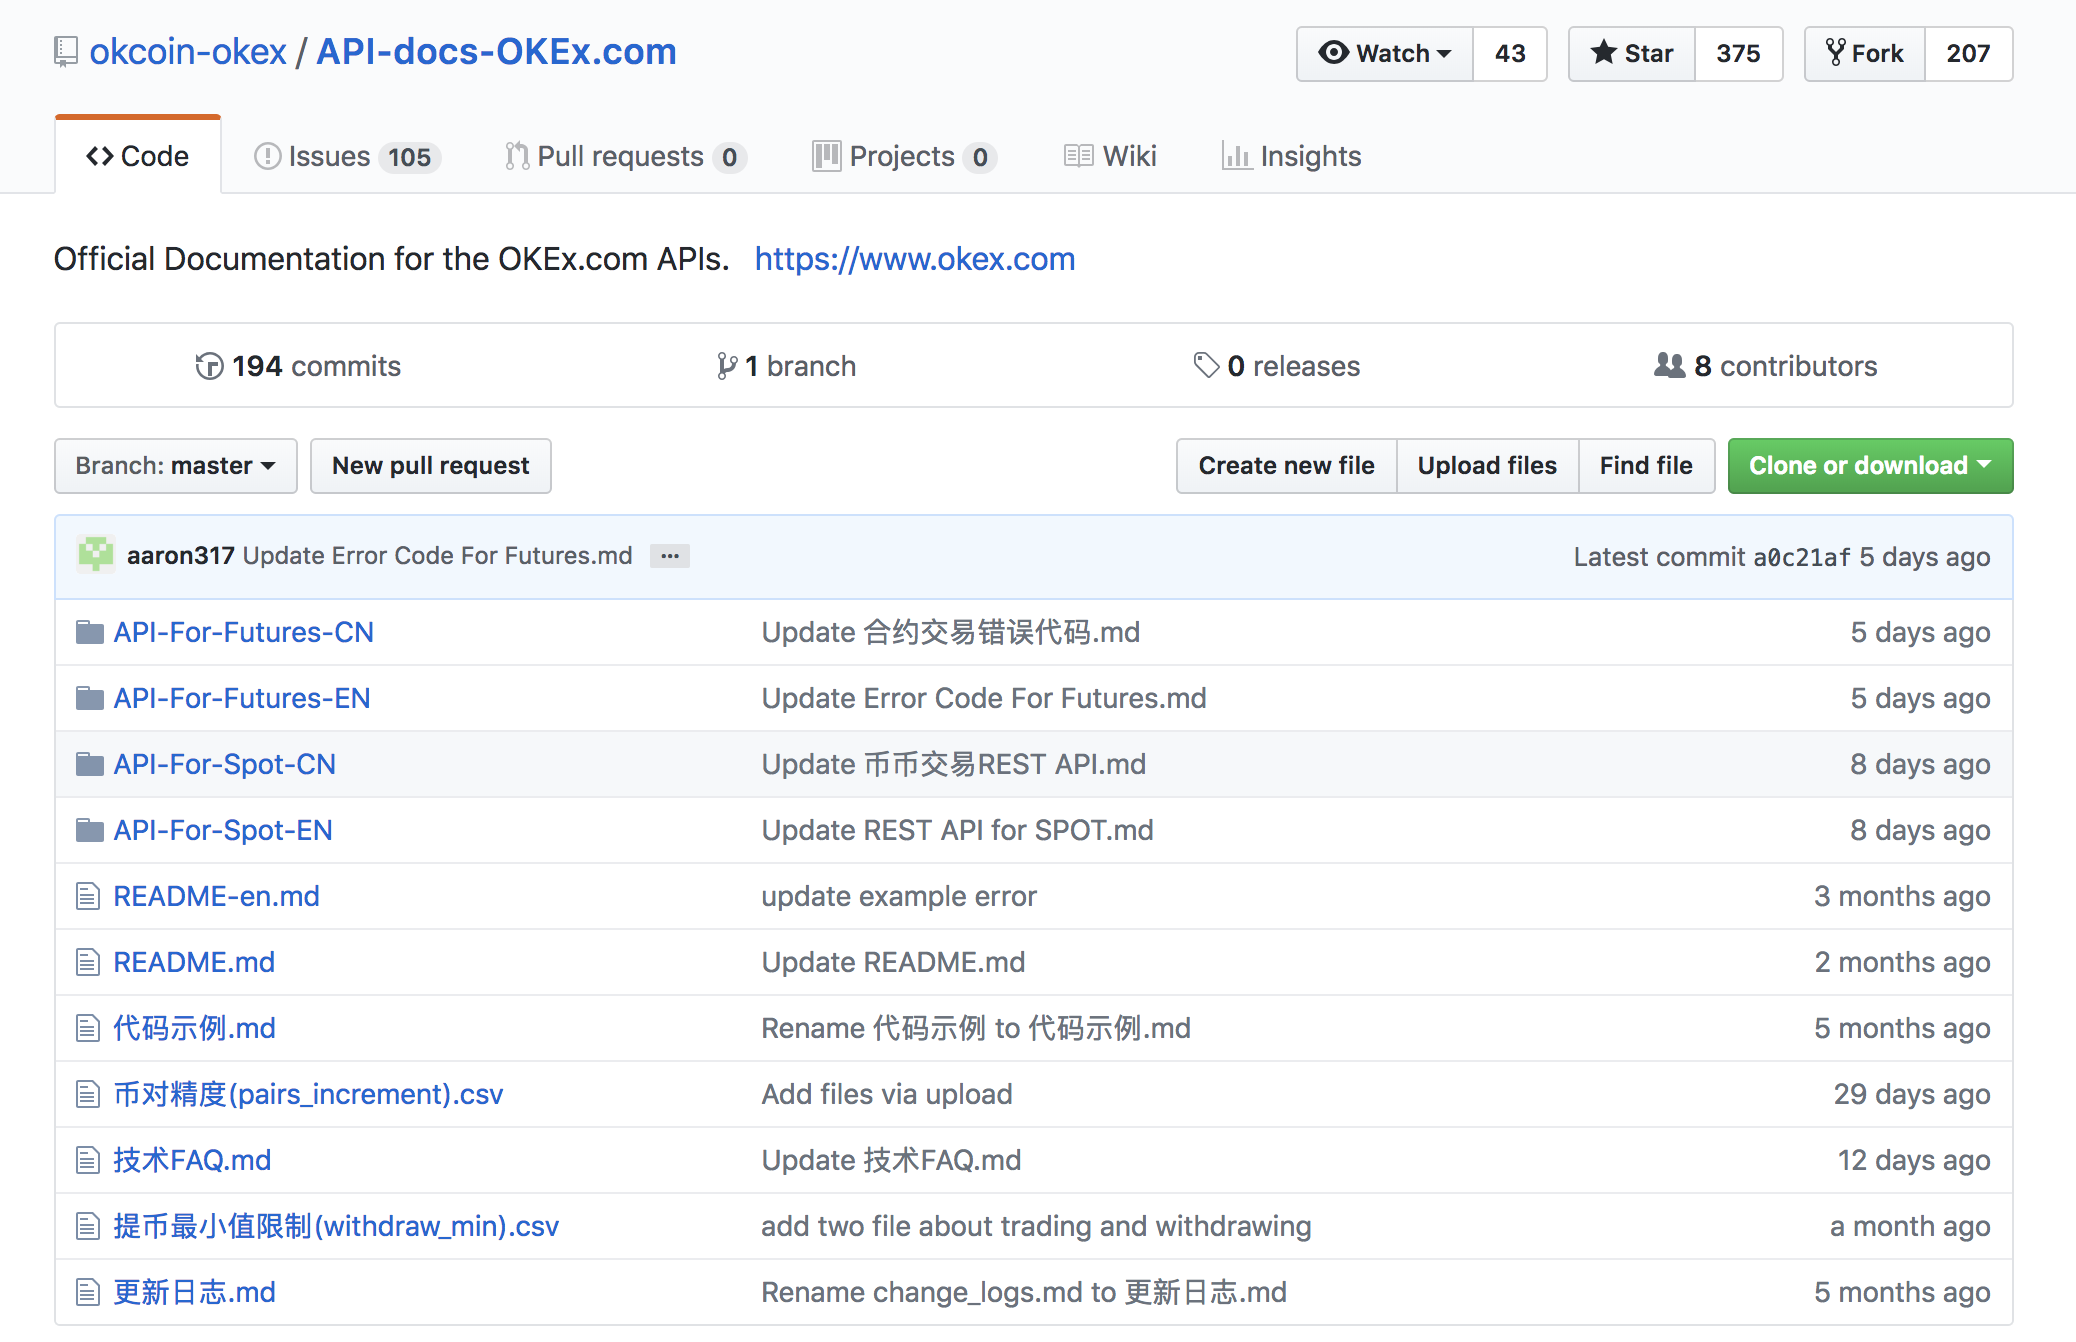 okcoin-okex / API-docs-OKEx.com Watch 43 Star 375 Fork 207
Code Issues 105 Pull requests 0 Projects 0 Wiki Insights
Official Documentation for the OKEx.com APIs. https://www.okex.com
194 commits 1 branch 0 releases 8 contributors
Branch: master New pull request Create new file Upload files Find file Clone or download
aaron317 Update Error Code For Futures.md ... Latest commit a0c21af 5 days ago
API-For-Futures-CN Update 合约交易错误代码.md 5 days ago
API-For-Futures-EN Update Error Code For Futures.md 5 days ago
API-For-Spot-CN Update 币币交易REST API.md 8 days ago
API-For-Spot-EN Update REST API for SPOT.md 8 days ago
README-en.md update example error 3 months ago
README.md Update README.md 2 months ago
代码示例.md Rename 代码示例 to 代码示例.md 5 months ago
币对精度(pairs_increment).csv Add files via upload 29 days ago
技术FAQ.md Update 技术FAQ.md 12 days ago
提币最小值限制(withdraw_min).csv add two file about trading and withdrawing a month ago
更新日志.md Rename change_logs.md to 更新日志.md 5 months ago